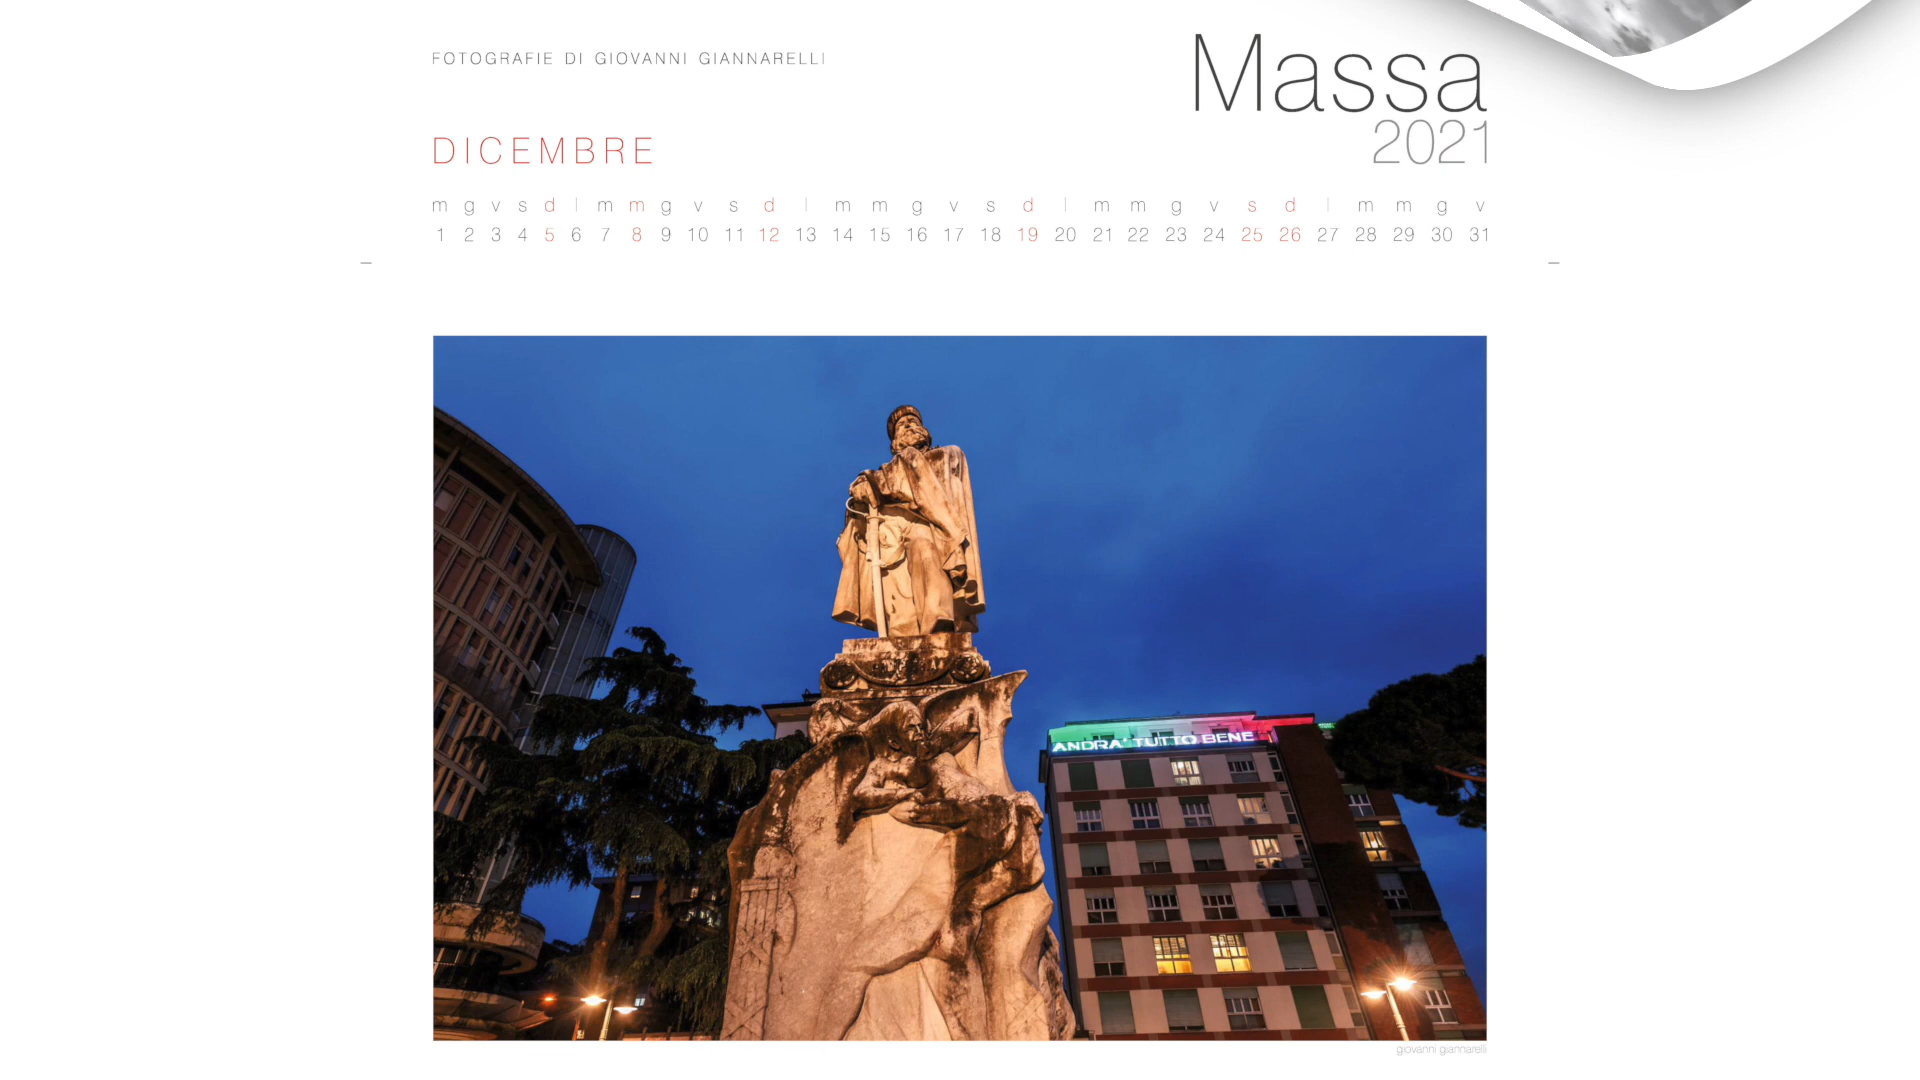 FOTOGRAFIE DI GIOVANNI GIANNARELLI
Massa
2021
DICEMBRE
m g v s d l m m g v s d l m m g v s d l m m g v s d l m m g v
1 2 3 4 5 6 7 8 9 10 11 12 13 14 15 16 17 18 19 20 21 22 23 24 25 26 27 28 29 30 31
ANDRA' TUTTO BENE
giovanni giannarelli